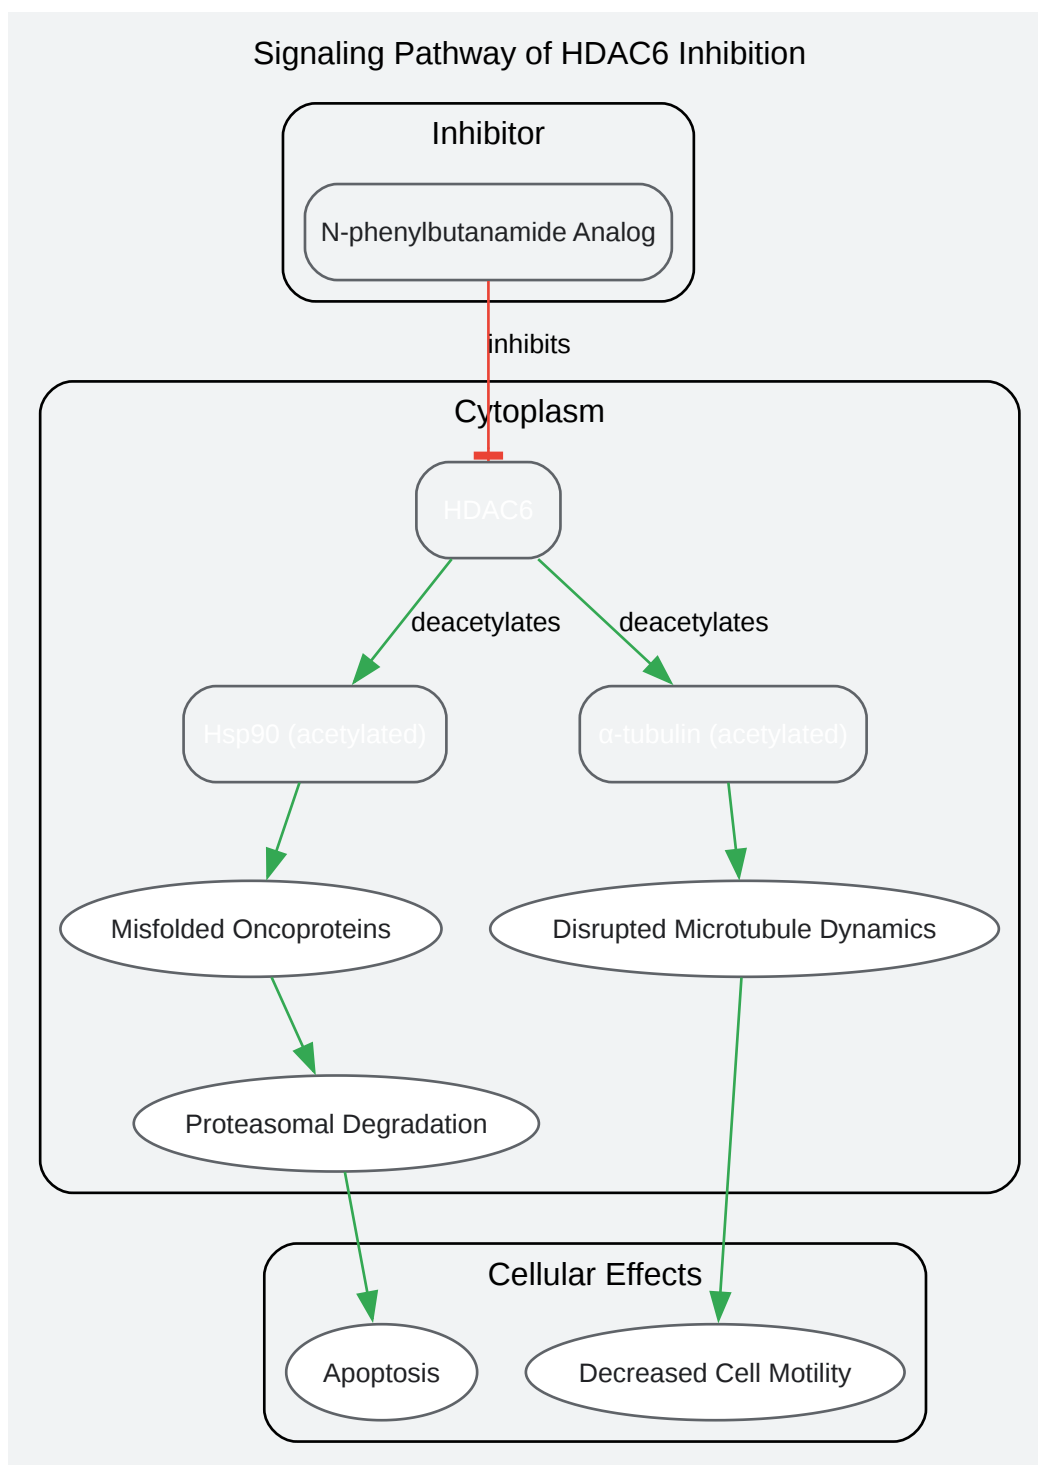 Signaling Pathway of HDAC6 Inhibition
Inhibitor
N-phenylbutanamide Analog
inhibits
Cytoplasm
HDAC6
deacetylates
deacetylates
Hsp90 (acetylated)
α-tubulin (acetylated)
Misfolded Oncoproteins
Disrupted Microtubule Dynamics
Proteasomal Degradation
Cellular Effects
Apoptosis
Decreased Cell Motility